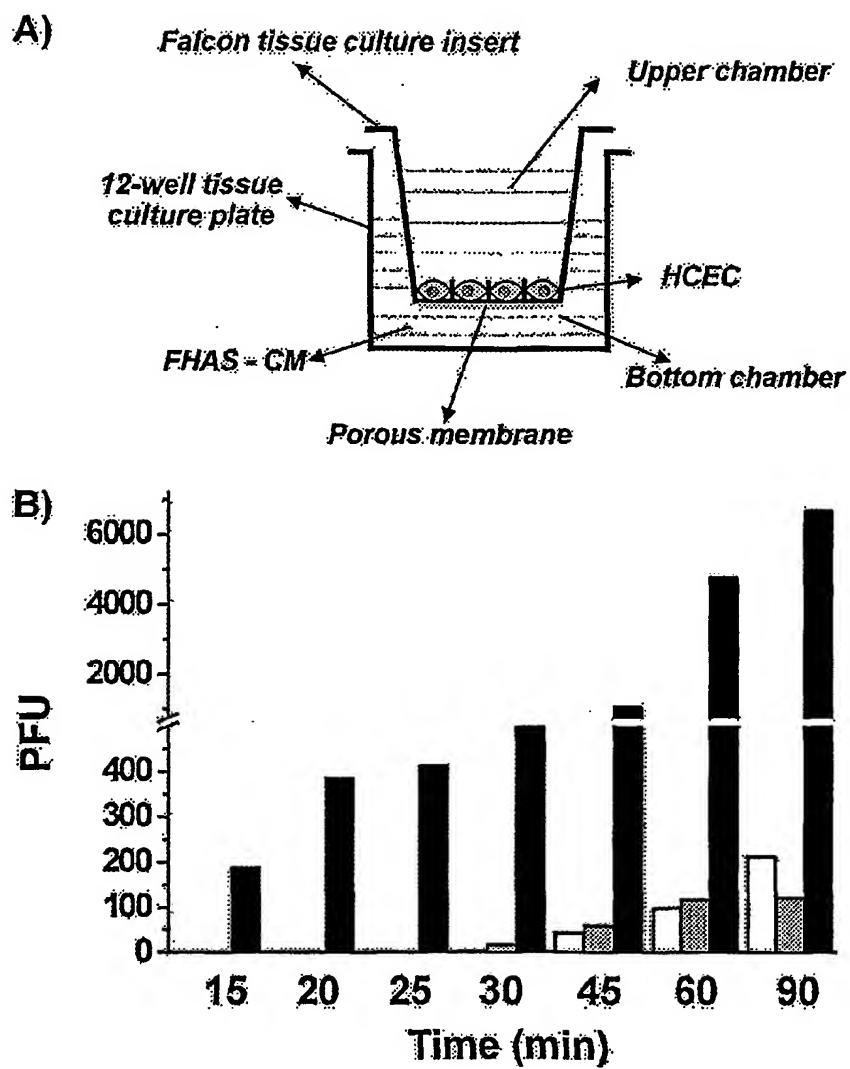 A)
Falcon tissue culture insert
Upper chamber
12-well tissue
culture plate
HCEC
FHAS - CM
Bottom chamber
Porous membrane
B)
PFU
6000
4000
2000
400
300
200
100
0
15 20 25 30 45 60 90
Time (min)